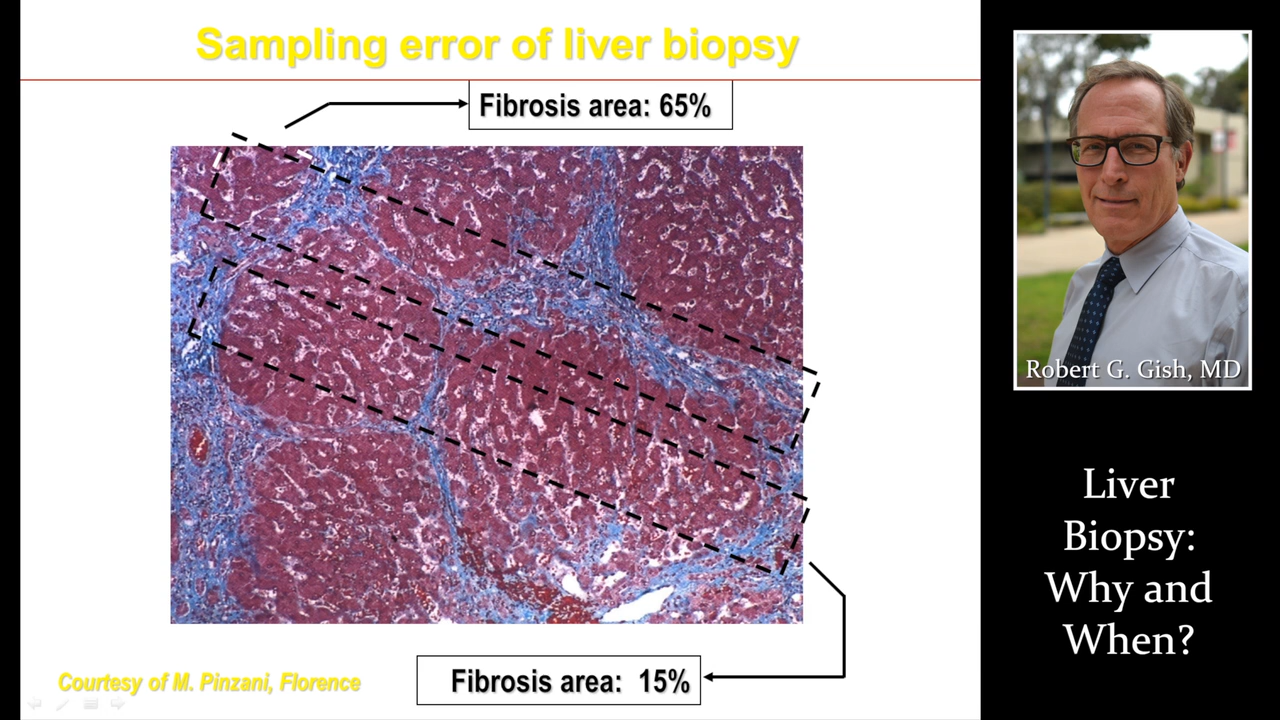 Sampling error of liver biopsy
Fibrosis area: 65%
Fibrosis area: 15%
Courtesy of M. Pinzani, Florence
Robert G. Gish, MD
Liver
Biopsy:
Why and
When?